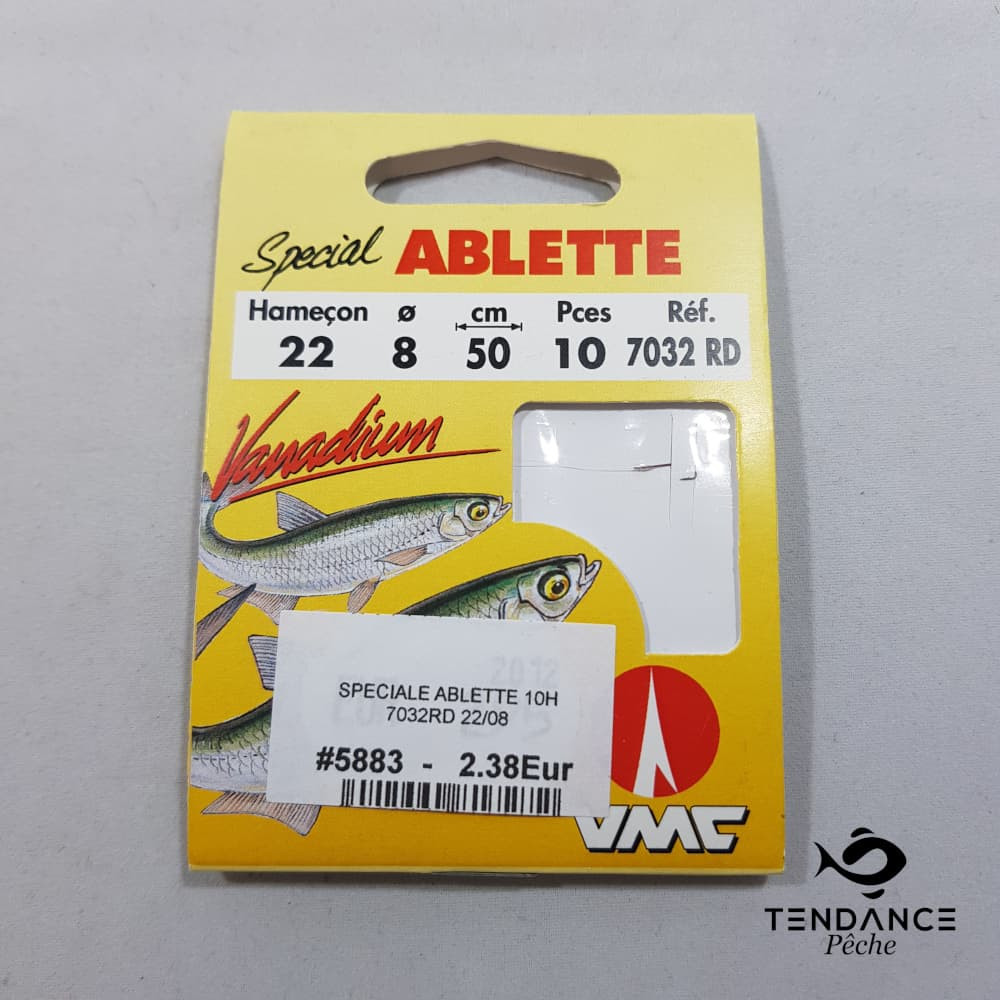 Special ABLETTE
Hameçon ø cm Pces Réf.
22 8 50 10 7032 RD
Vanadium
2012
SPECIALE ABLETTE 10H
7032RD 22/08
#5883 - 2.38Eur
VMC
TENDANCE
Pêche